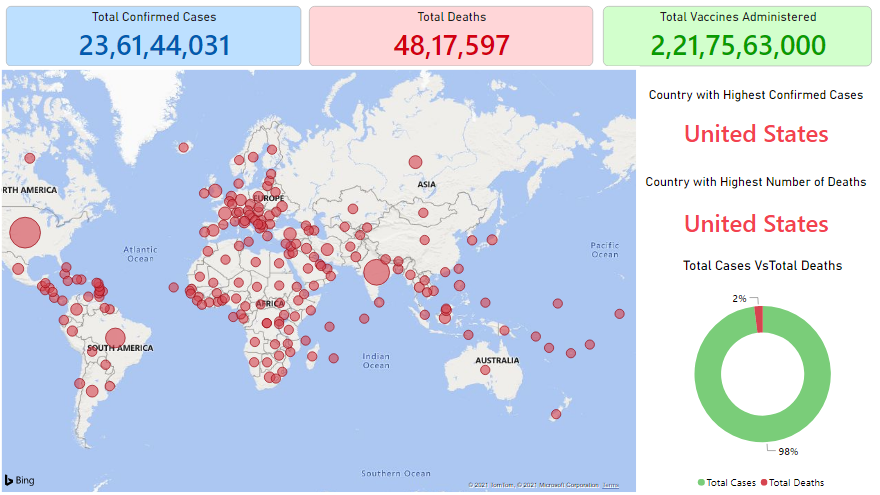 Total Confirmed Cases
23,61,44,031
Total Deaths
48,17,597
Total Vaccines Administered
2,21,75,63,000
Country with Highest Confirmed Cases
United States
Country with Highest Number of Deaths
United States
Total Cases VsTotal Deaths
2%
98%
Total Cases
Total Deaths
RTH AMERICA
EUROPE
ASIA
Atlantic
Ocean
Pacific
Ocean
AFRICA
SOUTH AMERICA
Indian
Ocean
AUSTRALIA
Southern Ocean
Bing
© 2021 TomTom, © 2021 Microsoft Corporation Terms